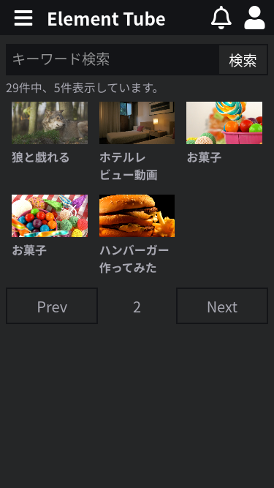 Element Tube
キーワード検索
検索
29件中、5件表示しています。
狼と戯れる
ホテルレ
ビュー動画
お菓子
お菓子
ハンバーガー
作ってみた
Prev
2
Next